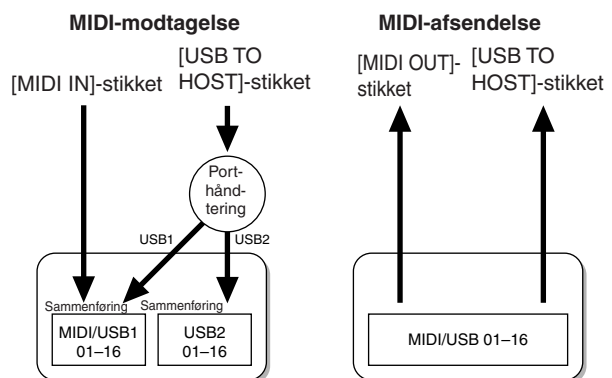 MIDI-modtagelse
[MIDI IN]-stikket
[USB TO
HOST]-stikket
Port-
hånd-
tering
USB1
USB2
Sammenføring
Sammenføring
MIDI/USB1
01–16
USB2
01–16
MIDI-afsendelse
[MIDI OUT]-
stikket
[USB TO
HOST]-stikket
MIDI/USB 01–16